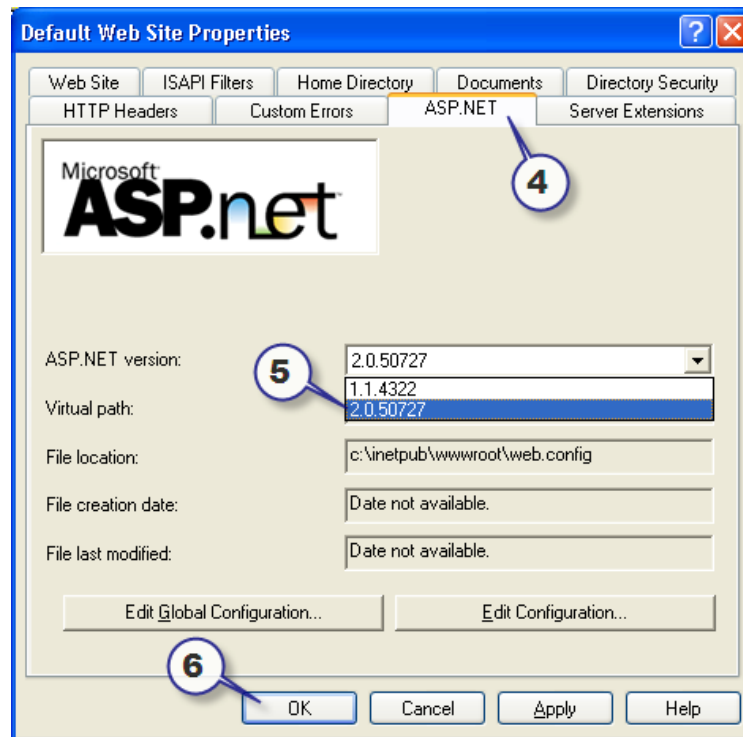 Default Web Site Properties
Web Site ISAPI Filters Home Directory Documents Directory Security
HTTP Headers Custom Errors ASP.NET Server Extensions
4
Microsoft
ASP.net
ASP.NET version: 2.0.50727
5
1.1.4322
Virtual path: 2.0.50727
File location: c:\inetpub\wwwroot\web.config
File creation date: Date not available.
File last modified: Date not available.
Edit Global Configuration... Edit Configuration...
6
OK Cancel Apply Help